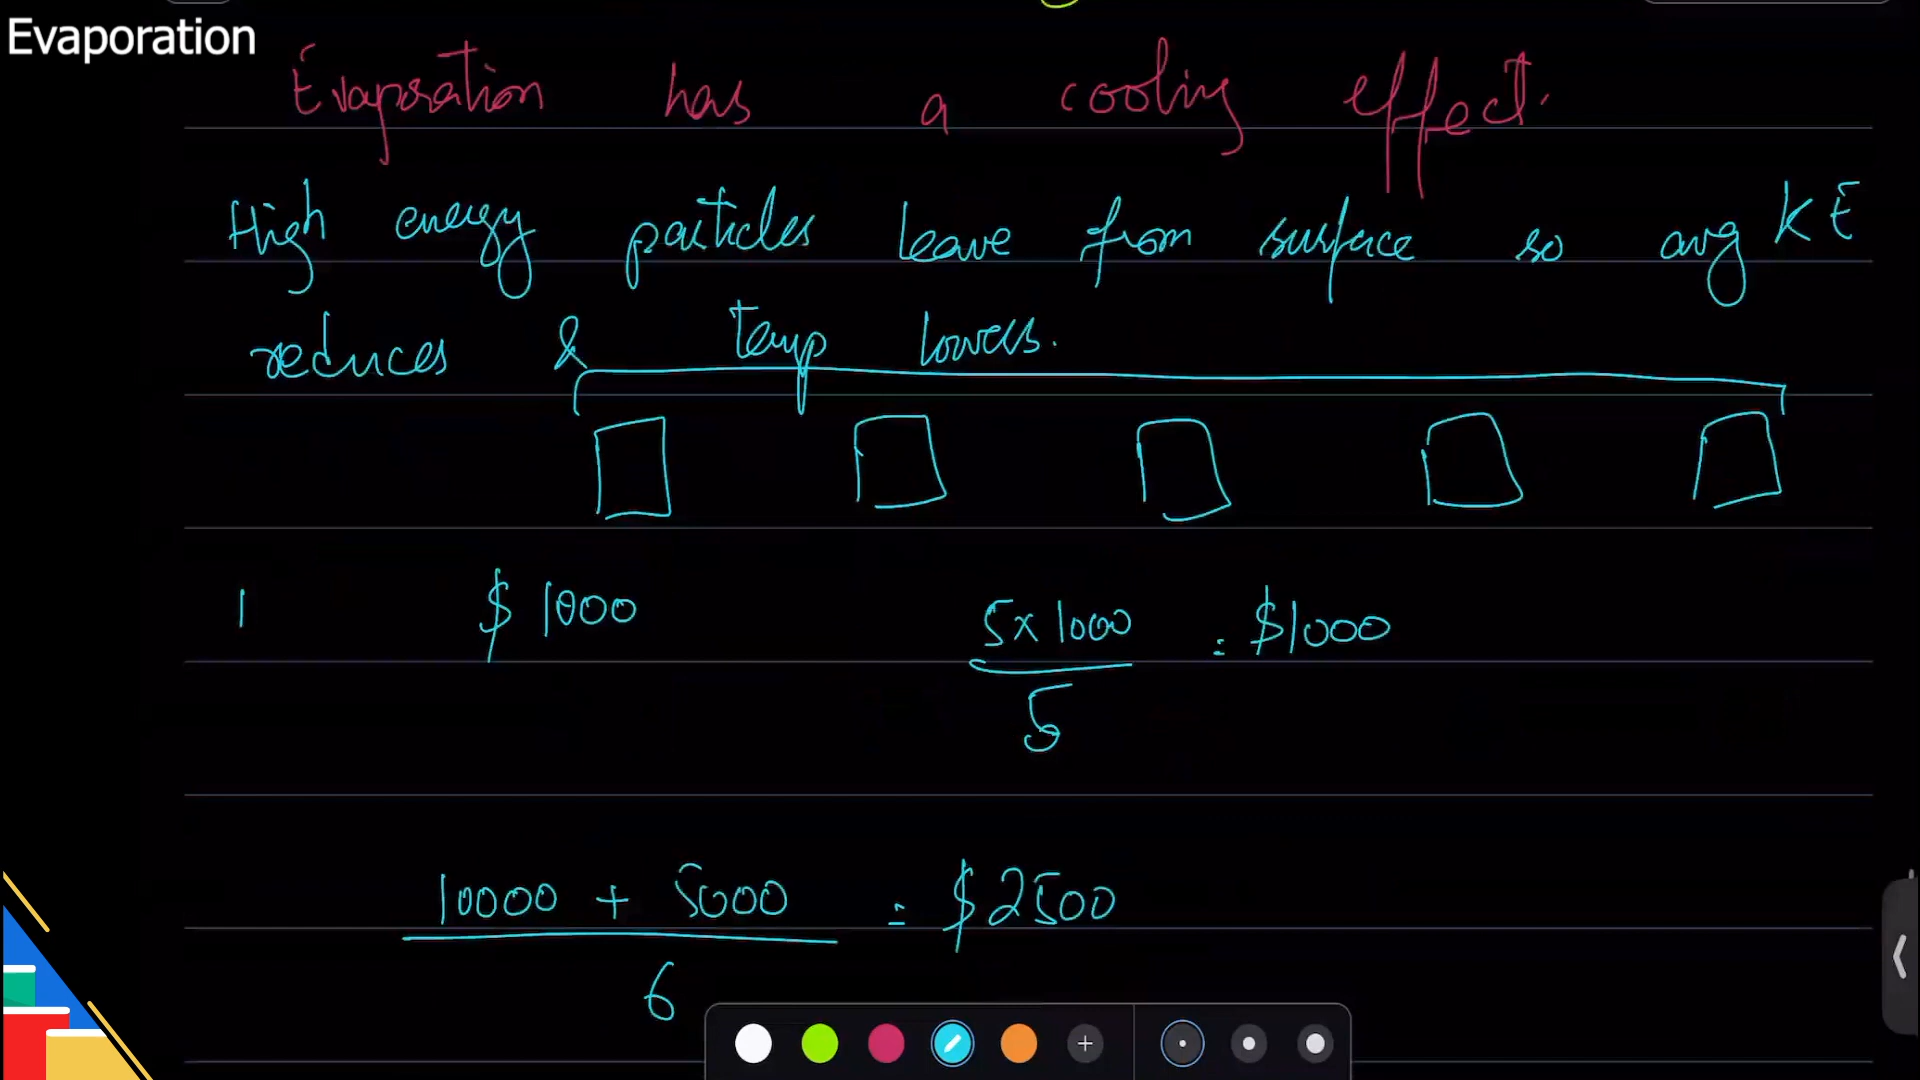 Evaporation
Evaporation has a cooling effect.
High energy particles leave from surface so avg KE
reduces & temp lowers.
1 $1000 5x1000 = $1000
5
10000 + 5000 = $2500
6